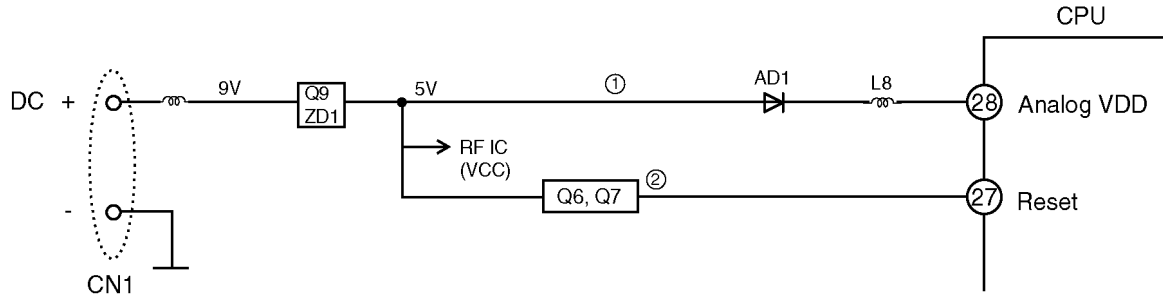 CPU
DC + 9V Q9 5V ① AD1 L8 28 Analog VDD
ZD1
RF IC
(VCC)
- Q6, Q7 ② 27 Reset
CN1